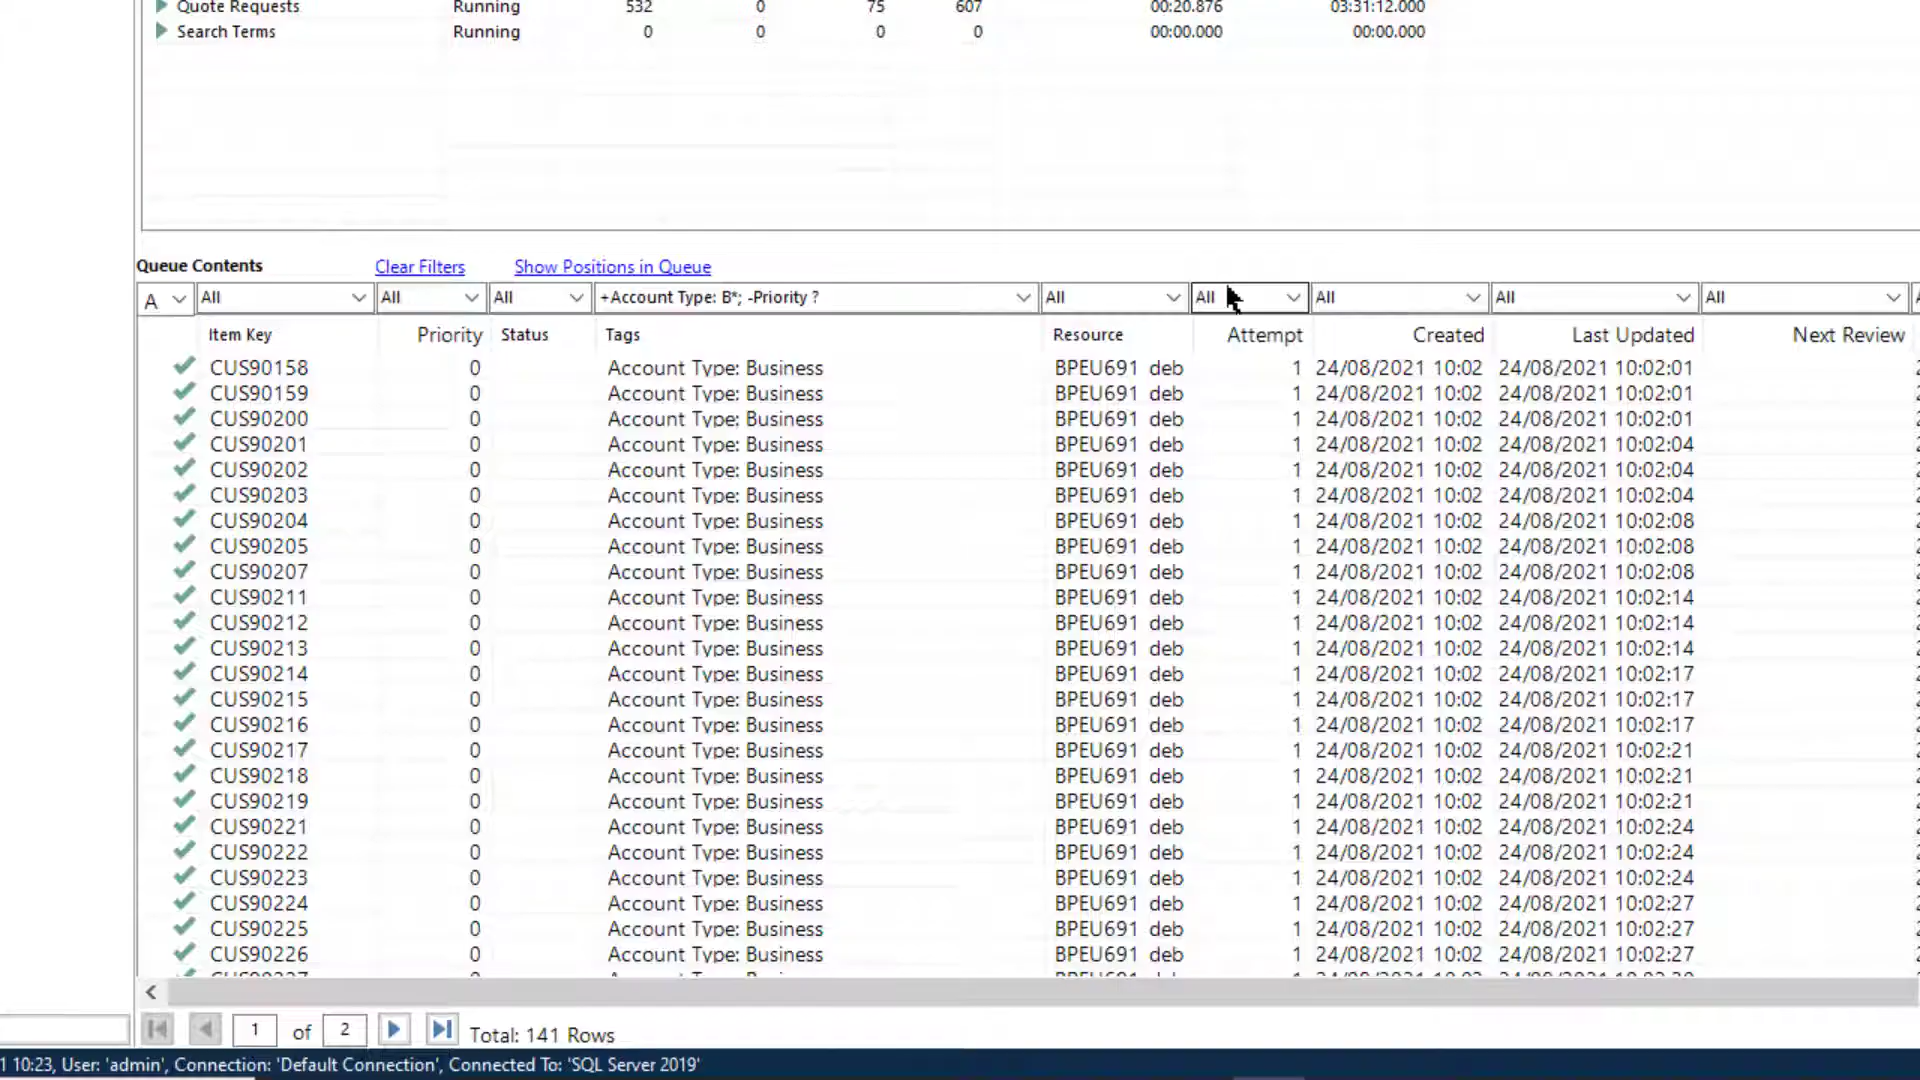 Quote Requests Running 532 0 75 607 00:20.876 03:31:12.000
Search Terms Running 0 0 0 0 00:00.000 00:00.000
Queue Contents Clear Filters Show Positions in Queue
A All All All +Account Type: B*; -Priority ? All All All All All
Item Key Priority Status Tags Resource Attempt Created Last Updated Next Review
CUS90158 0 Account Type: Business BPEU691 deb 1 24/08/2021 10:02 24/08/2021 10:02:01
CUS90159 0 Account Type: Business BPEU691 deb 1 24/08/2021 10:02 24/08/2021 10:02:01
CUS90200 0 Account Type: Business BPEU691 deb 1 24/08/2021 10:02 24/08/2021 10:02:01
CUS90201 0 Account Type: Business BPEU691 deb 1 24/08/2021 10:02 24/08/2021 10:02:04
CUS90202 0 Account Type: Business BPEU691 deb 1 24/08/2021 10:02 24/08/2021 10:02:04
CUS90203 0 Account Type: Business BPEU691 deb 1 24/08/2021 10:02 24/08/2021 10:02:04
CUS90204 0 Account Type: Business BPEU691 deb 1 24/08/2021 10:02 24/08/2021 10:02:08
CUS90205 0 Account Type: Business BPEU691 deb 1 24/08/2021 10:02 24/08/2021 10:02:08
CUS90207 0 Account Type: Business BPEU691 deb 1 24/08/2021 10:02 24/08/2021 10:02:08
CUS90211 0 Account Type: Business BPEU691 deb 1 24/08/2021 10:02 24/08/2021 10:02:14
CUS90212 0 Account Type: Business BPEU691 deb 1 24/08/2021 10:02 24/08/2021 10:02:14
CUS90213 0 Account Type: Business BPEU691 deb 1 24/08/2021 10:02 24/08/2021 10:02:14
CUS90214 0 Account Type: Business BPEU691 deb 1 24/08/2021 10:02 24/08/2021 10:02:17
CUS90215 0 Account Type: Business BPEU691 deb 1 24/08/2021 10:02 24/08/2021 10:02:17
CUS90216 0 Account Type: Business BPEU691 deb 1 24/08/2021 10:02 24/08/2021 10:02:17
CUS90217 0 Account Type: Business BPEU691 deb 1 24/08/2021 10:02 24/08/2021 10:02:21
CUS90218 0 Account Type: Business BPEU691 deb 1 24/08/2021 10:02 24/08/2021 10:02:21
CUS90219 0 Account Type: Business BPEU691 deb 1 24/08/2021 10:02 24/08/2021 10:02:21
CUS90221 0 Account Type: Business BPEU691 deb 1 24/08/2021 10:02 24/08/2021 10:02:24
CUS90222 0 Account Type: Business BPEU691 deb 1 24/08/2021 10:02 24/08/2021 10:02:24
CUS90223 0 Account Type: Business BPEU691 deb 1 24/08/2021 10:02 24/08/2021 10:02:24
CUS90224 0 Account Type: Business BPEU691 deb 1 24/08/2021 10:02 24/08/2021 10:02:27
CUS90225 0 Account Type: Business BPEU691 deb 1 24/08/2021 10:02 24/08/2021 10:02:27
CUS90226 0 Account Type: Business BPEU691 deb 1 24/08/2021 10:02 24/08/2021 10:02:27
1 of 2 Total: 141 Rows
1 10:23, User: 'admin', Connection: 'Default Connection', Connected To: 'SQL Server 2019'